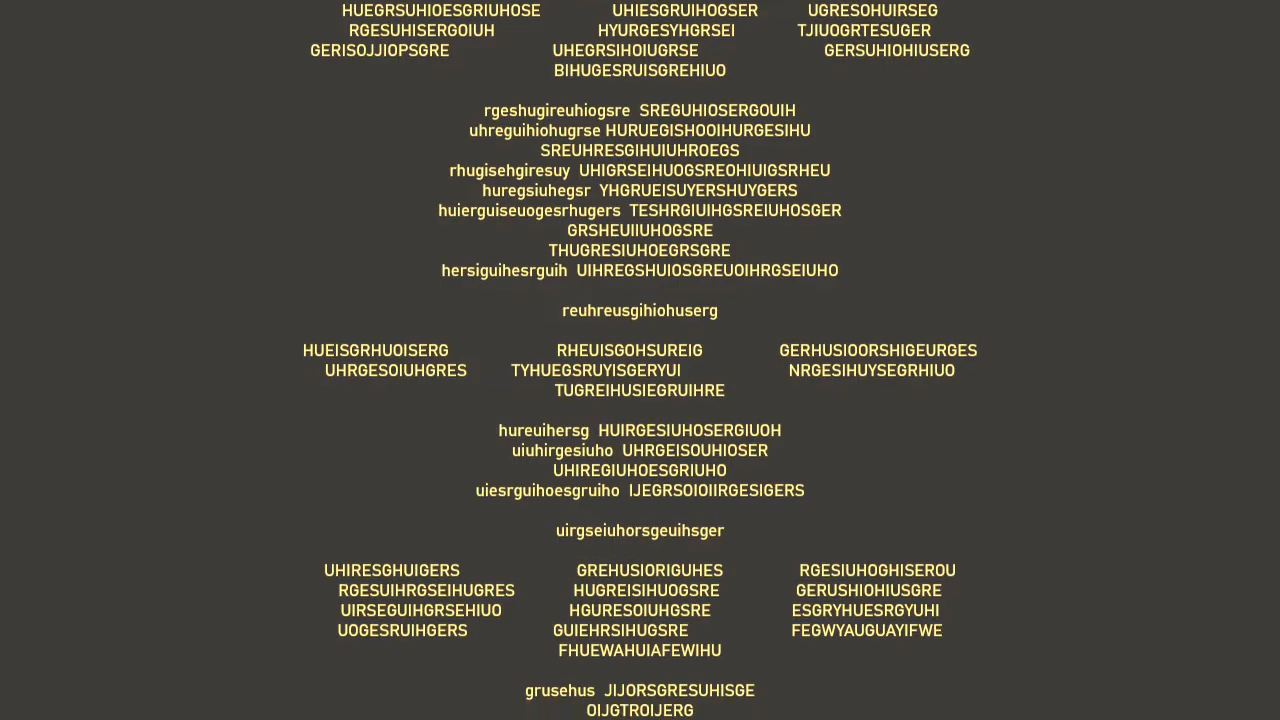 HUEGRSUHIOESGRIUHOSE UHIESGRUIHOGSER UGRESOHUIRSEG
RGESUHISERGOIUH HYURGESYHGRSEI TJIUOGRTESUGER
GERISOJJIOPSGRE UHEGRSIHOIUGRSE GERSUHIOHIUSERG
BIHUGESRUISGREHIUO
rgeshugireuhiogsre SREGUHIOSERGOUIH
uhreguihiohugrse HURUEGISHOOIHURGESIHU
SREUHRESGIHUIUHROEGS
rhugisehgiresuy UHIGRSEIHUOGSREOHIUIGSRHEU
huregsiuhegsr YHGRUEISUYERSHUYGERS
huierguiseuogesrhugers TESHRGIUIHGSREIUHOSGER
GRSHEUIIUHOGSRE
THUGRESIUHOEGRSGRE
hersiguihesrguih UIHREGSHUIOSGREUOIHRGSEIUHO
reuhreusgihiohuserg
HUEISGRHUOISERG RHEUISGOHSUREIG GERHUSIOORSHIGEURGES
UHRGESOIUHGRES TYHUEGSRUYISGERYUI NRGESIHUYSEGRHIUO
TUGREIHUSIEGRUIHRE
hureuihersg HUIRGESIUHOSERGIUOH
uiuhirgesiuho UHRGEISOUHIOSER
UHIREGIUHOESGRIUHO
uiesrguihoesgruiho IJEGRSOIOIIRGESIGERS
uirgseiuhorsgeuihsger
UHIRESGHUIGERS GREHUSIORIGUHES RGESIUHOGHISEROU
RGESUIHRGSEIHUGRES HUGREISIHUOGSRE GERUSHIOHIUSGRE
UIRSEGUIHGRSEHIUO HGURESOIUHGSRE ESGRYHUESRGYUHI
UOGESRUIHGERS GUIEHRSIHUGSRE FEGWYAUGUAYIFWE
FHUEWAHUIAFEWIHU
grusehus JIJORSGRESUHISGE
OIJGTROIJERG